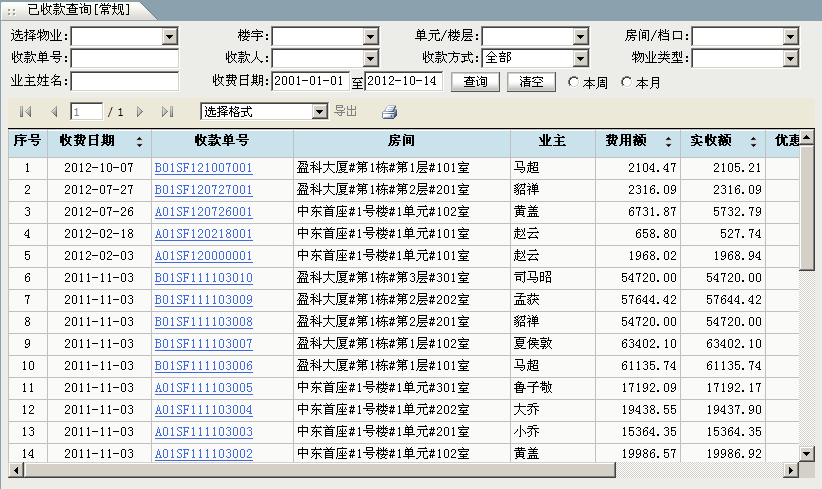 已收款查询[常规]
选择物业: 楼宇: 单元/楼层: 房间/档口:
收款单号: 收款人: 收款方式: 全部 物业类型:
业主姓名: 收费日期: 2001-01-01 至 2012-10-14 查询 清空 本周 本月
1 / 1 选择格式 导出
序号 收费日期 收款单号 房间 业主 费用额 实收额 优惠
1 2012-10-07 B01SF121007001 盈科大厦#第1栋#第1层#101室 马超 2104.47 2105.21
2 2012-07-27 B01SF120727001 盈科大厦#第1栋#第2层#201室 貂禅 2316.09 2316.09
3 2012-07-26 A01SF120726001 中东首座#1号楼#1单元#102室 黄盖 6731.87 5732.79
4 2012-02-18 A01SF120218001 中东首座#1号楼#1单元#101室 赵云 658.80 527.74
5 2012-02-03 A01SF120000001 中东首座#1号楼#1单元#101室 赵云 1968.02 1968.94
6 2011-11-03 B01SF111103010 盈科大厦#第1栋#第3层#301室 司马昭 54720.00 54720.00
7 2011-11-03 B01SF111103009 盈科大厦#第1栋#第2层#202室 孟获 57644.42 57644.42
8 2011-11-03 B01SF111103008 盈科大厦#第1栋#第2层#201室 貂禅 54720.00 54720.00
9 2011-11-03 B01SF111103007 盈科大厦#第1栋#第1层#102室 夏侯敦 63402.10 63402.10
10 2011-11-03 B01SF111103006 盈科大厦#第1栋#第1层#101室 马超 61135.74 61135.74
11 2011-11-03 A01SF111103005 中东首座#1号楼#1单元#301室 鲁子敬 17192.09 17192.17
12 2011-11-03 A01SF111103004 中东首座#1号楼#1单元#202室 大乔 19438.55 19437.90
13 2011-11-03 A01SF111103003 中东首座#1号楼#1单元#201室 小乔 15364.35 15364.35
14 2011-11-03 A01SF111103002 中东首座#1号楼#1单元#102室 黄盖 19986.57 19986.92